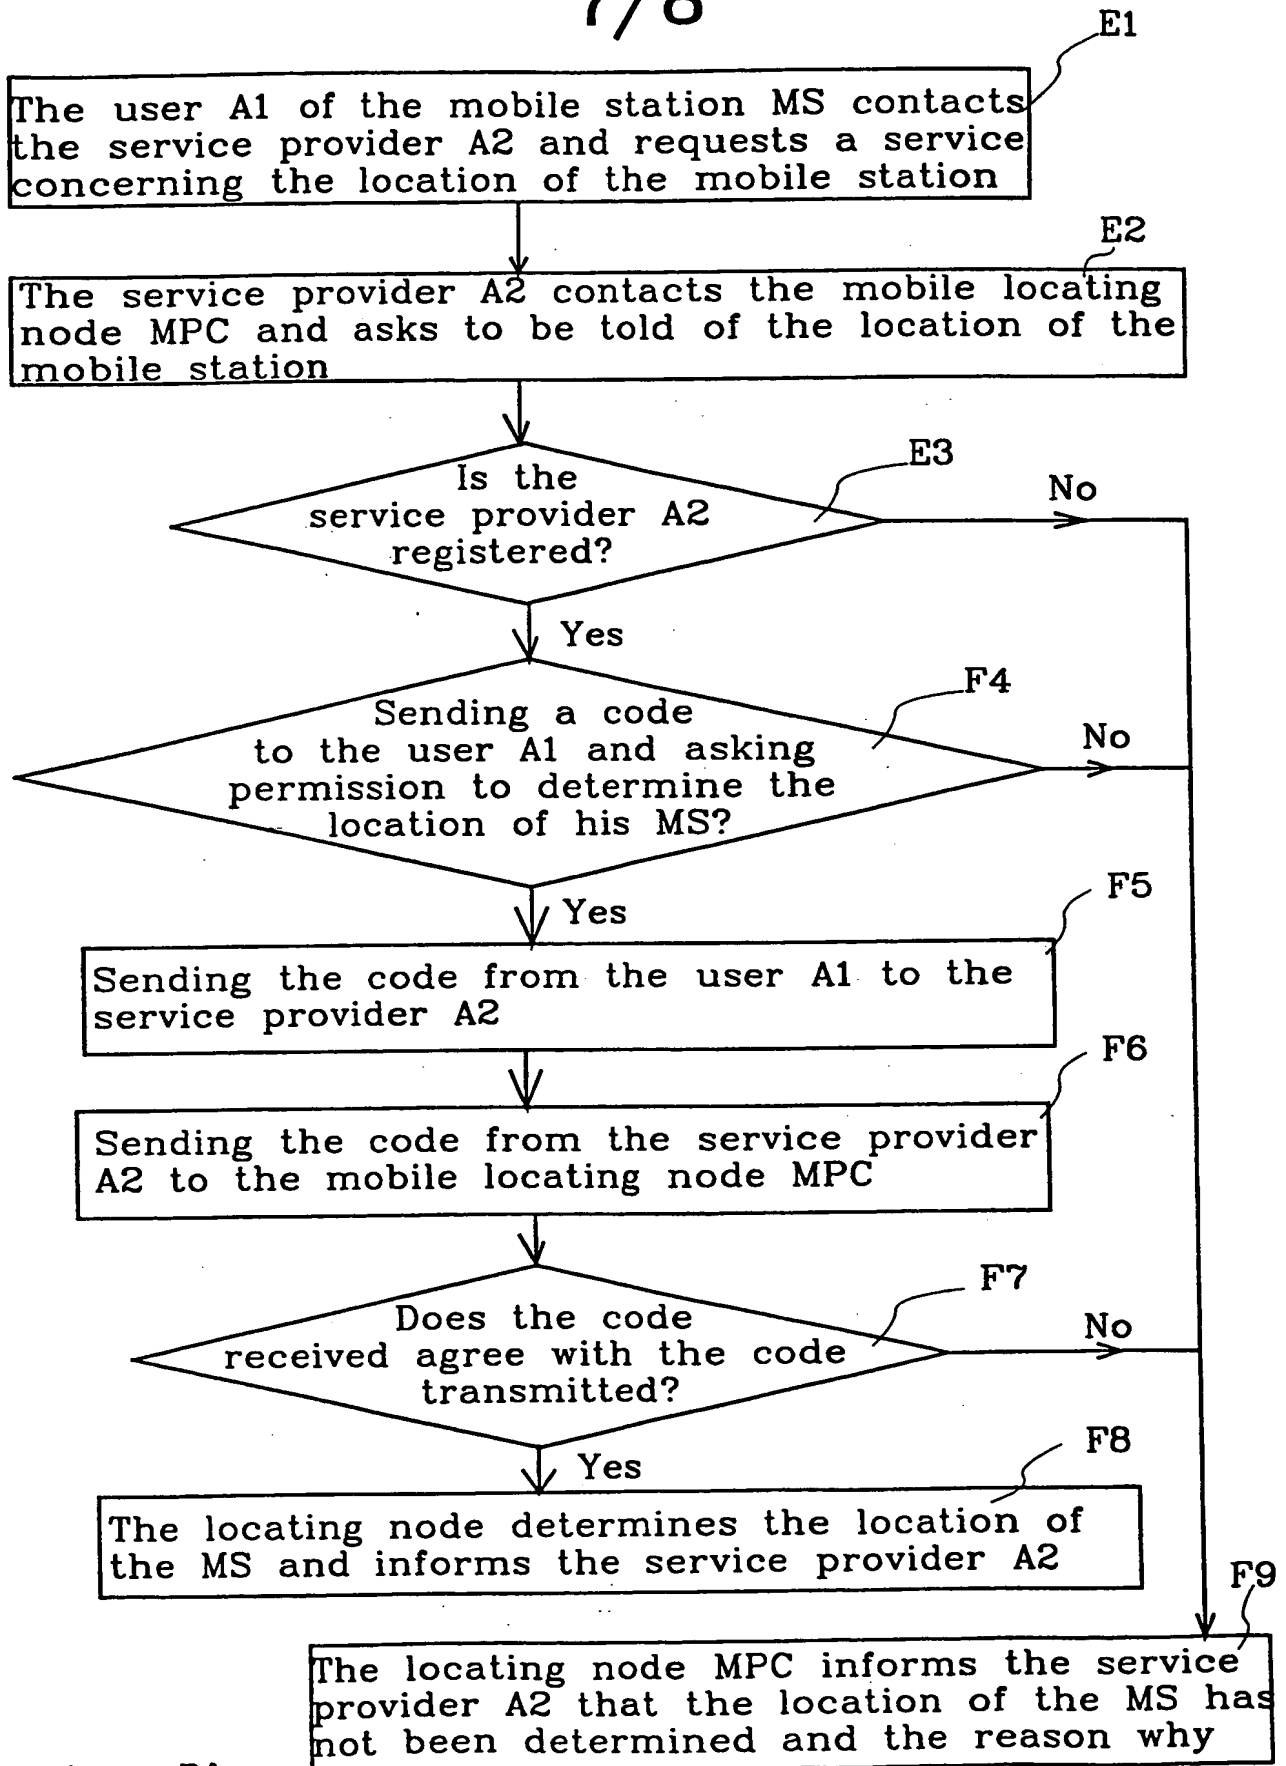 7/8
E1
The user A1 of the mobile station MS contacts
the service provider A2 and requests a service
concerning the location of the mobile station
E2
The service provider A2 contacts the mobile locating
node MPC and asks to be told of the location of the
mobile station
E3
Is the
service provider A2
registered?
No
Yes
F4
Sending a code
to the user A1 and asking
permission to determine the
location of his MS?
No
Yes
F5
Sending the code from the user A1 to the
service provider A2
F6
Sending the code from the service provider
A2 to the mobile locating node MPC
F7
Does the code
received agree with the code
transmitted?
No
Yes
F8
The locating node determines the location of
the MS and informs the service provider A2
F9
The locating node MPC informs the service
provider A2 that the location of the MS has
not been determined and the reason why